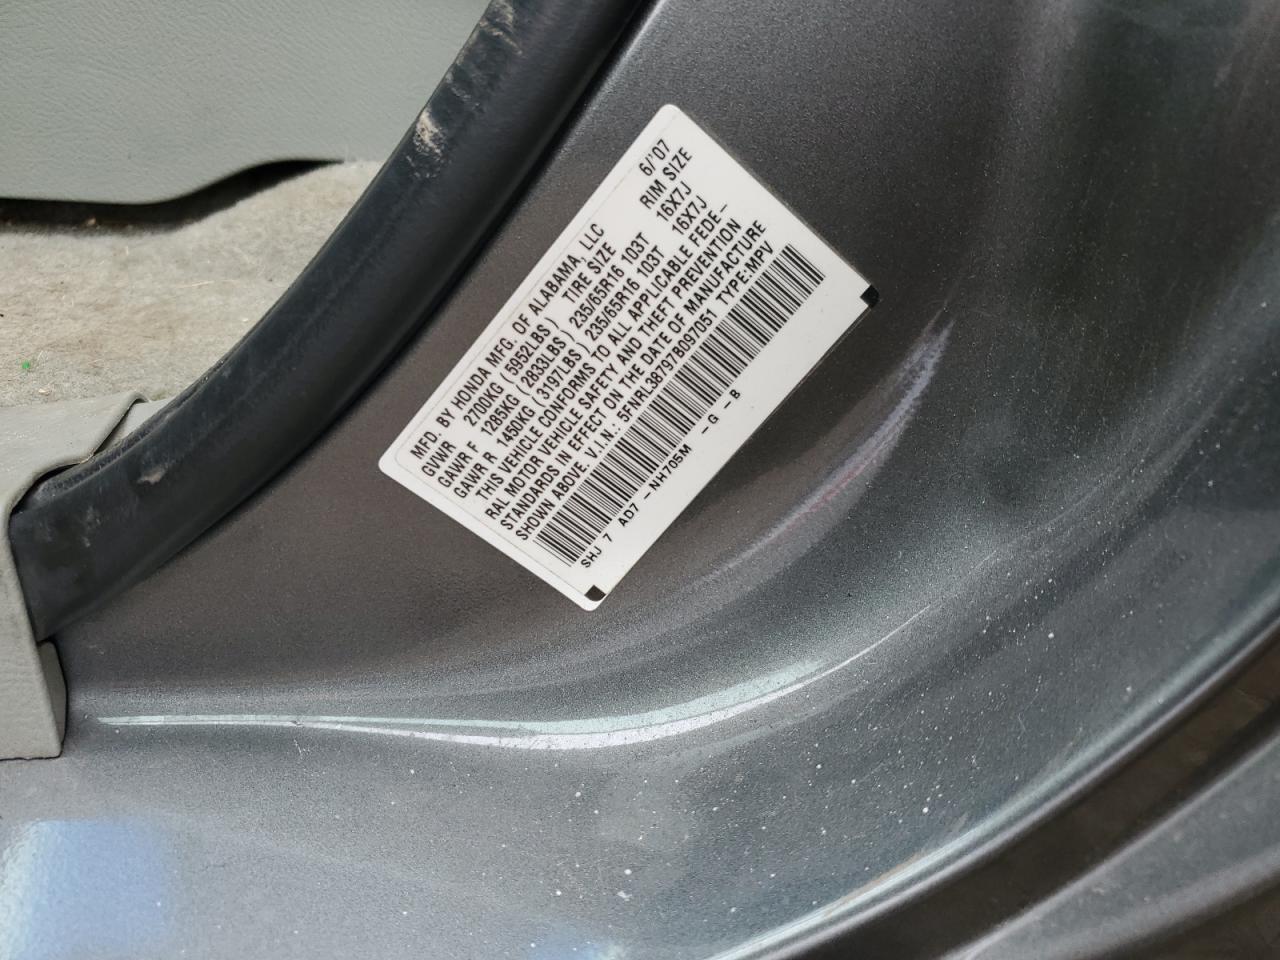 MFD. BY HONDA MFG. OF ALABAMA, LLC 6/'07
GVWR 2700KG ( 5952LBS ) TIRE SIZE RIM SIZE
GAWR F 1285KG ( 2833LBS ) 235/65R16 103T 16X7J
GAWR R 1450KG ( 3197LBS ) 235/65R16 103T 16X7J
THIS VEHICLE CONFORMS TO ALL APPLICABLE FEDE-
RAL MOTOR VEHICLE SAFETY AND THEFT PREVENTION
STANDARDS IN EFFECT ON THE DATE OF MANUFACTURE
SHOWN ABOVE. V.I.N.: 5FNRL38797B097051 TYPE:MPV
SHJ 7 AD7 -NH705M -G -B